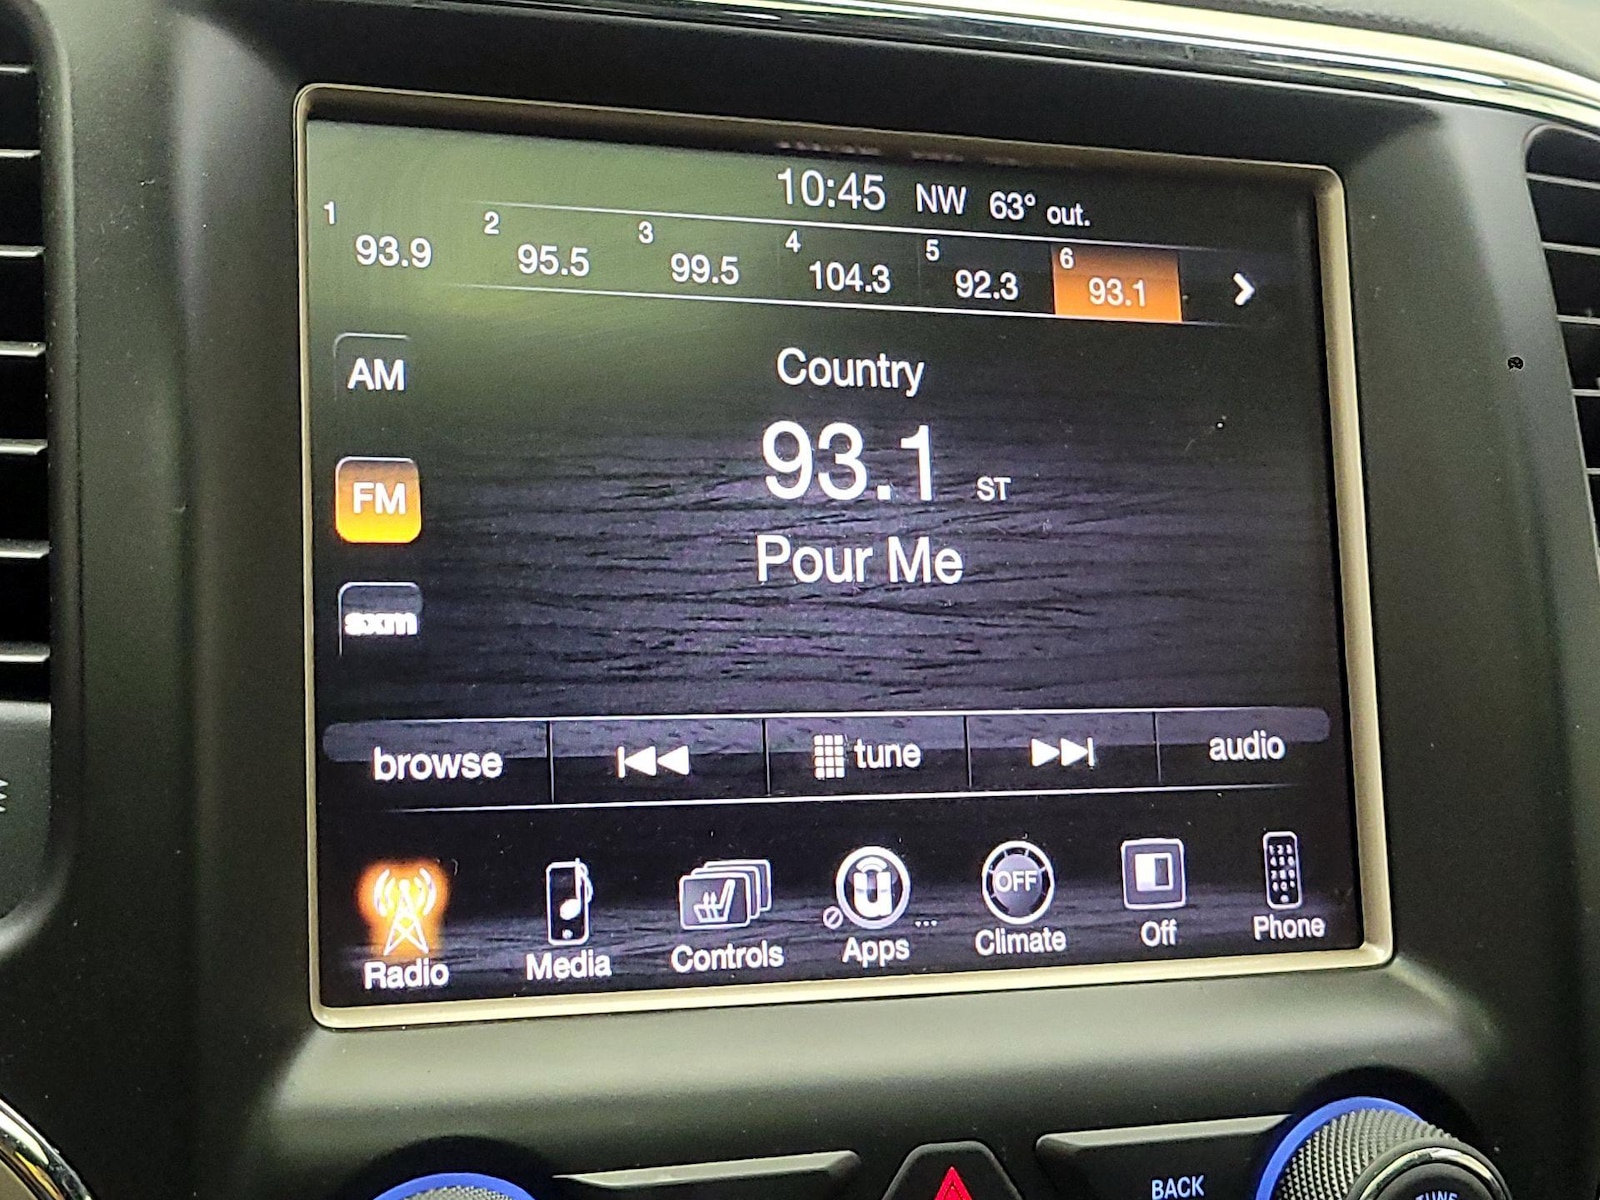 10:45 NW 63° out.
1 93.9 2 95.5 3 99.5 4 104.3 5 92.3 6 93.1
AM
Country
FM
93.1 ST
Pour Me
sxm
browse tune audio
OFF
Radio Media Controls Apps Climate Off Phone
BACK
TUNE